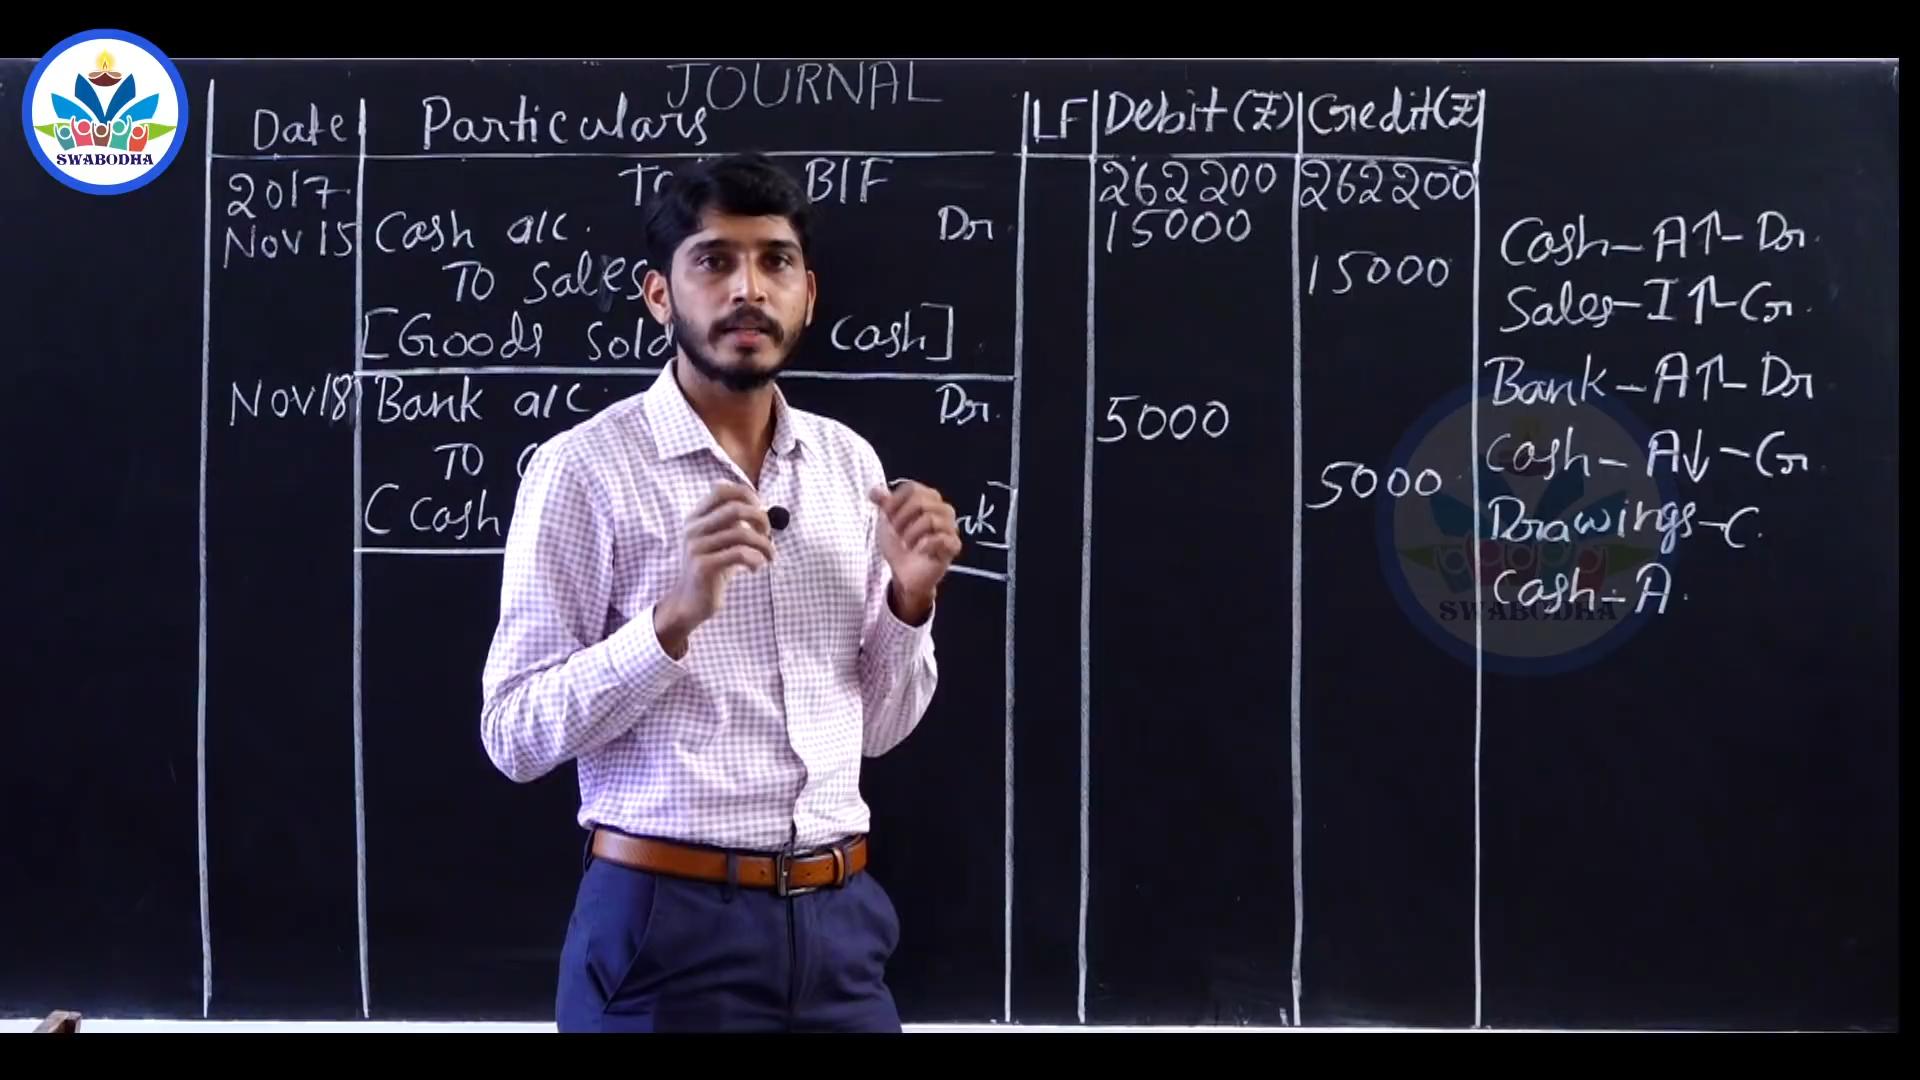 SWABODHA
JOURNAL
Date Particulars LF Debit (₹) Credit (₹)
2017 B/F 262200 262200
Nov 15 Cash a/c. Dr 15000
To Sales 15000
[Goods Sold Cash]
Nov 18 Bank a/c Dr. 5000
To 5000
(Cash
Cash - A↑ - Dr.
Sales - I↑ - Cr.
Bank - A↑ - Dr
Cash - A↓ - Cr
Drawings - C.
Cash - A.
SWABODHA